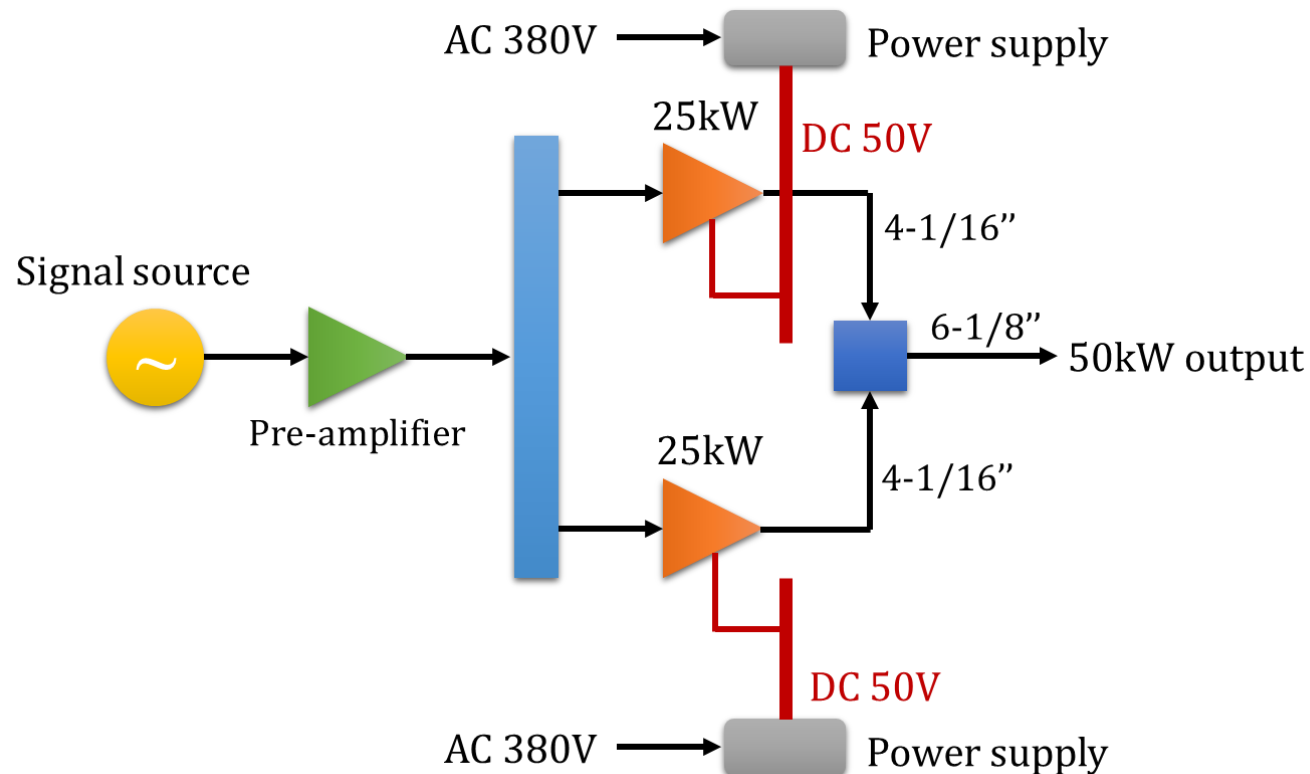 AC 380V
Power supply
25kW
DC 50V
4-1/16”
Signal source
~
6-1/8”
50kW output
Pre-amplifier
25kW
4-1/16”
DC 50V
AC 380V
Power supply